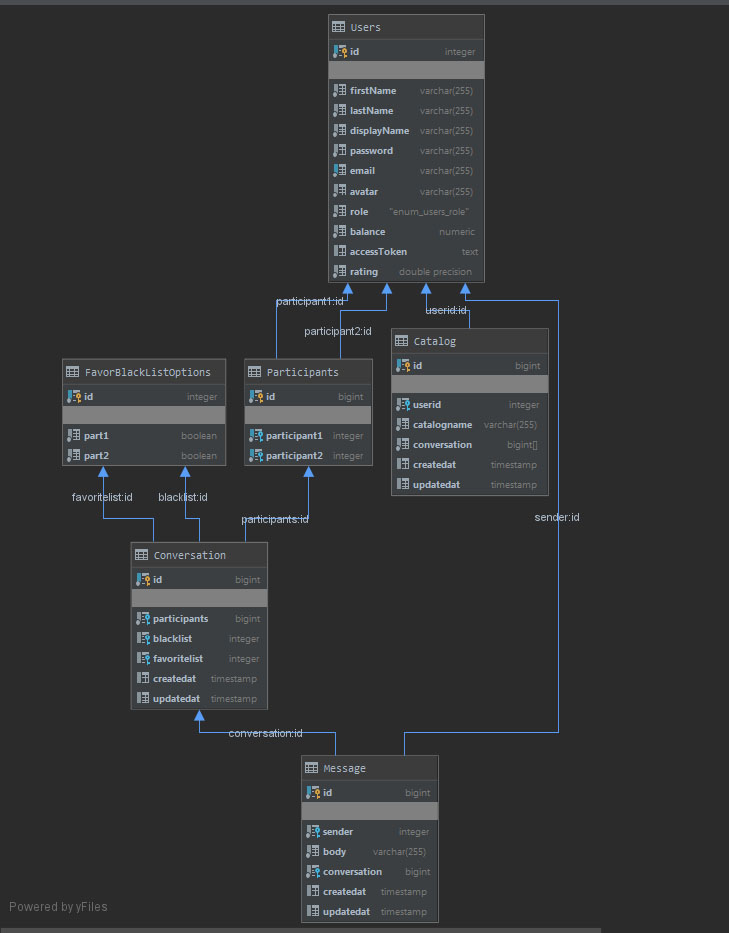 Users
id integer
firstName varchar(255)
lastName varchar(255)
displayName varchar(255)
password varchar(255)
email varchar(255)
avatar varchar(255)
role "enum_users_role"
balance numeric
accessToken text
rating double precision
participant1:id
participant2:id
userid:id
Catalog
id bigint
userid integer
catalogname varchar(255)
conversation bigint[]
createdat timestamp
updatedat timestamp
FavorBlackListOptions
id integer
part1 boolean
part2 boolean
Participants
id bigint
participant1 integer
participant2 integer
favoritelist:id
blacklist:id
participants:id
sender:id
Conversation
id bigint
participants bigint
blacklist integer
favoritelist integer
createdat timestamp
updatedat timestamp
conversation:id
Message
id bigint
sender integer
body varchar(255)
conversation bigint
createdat timestamp
updatedat timestamp
Powered by yFiles